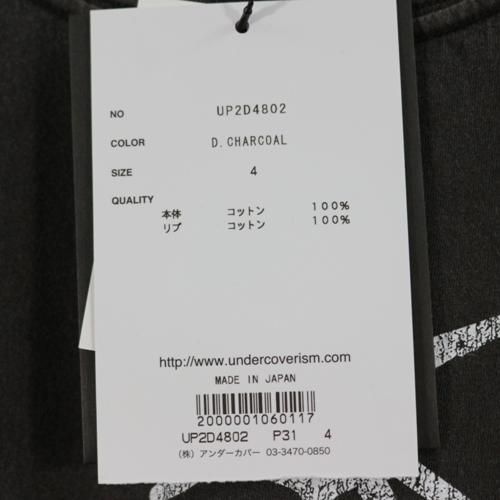 NO UP2D4802
COLOR D. CHARCOAL
SIZE 4
QUALITY
本体 コットン 100%
リブ コットン 100%
http://www.undercoverism.com
MADE IN JAPAN
2000001060117
UP2D4802 P31 4
(株) アンダーカバー 03-3470-0850